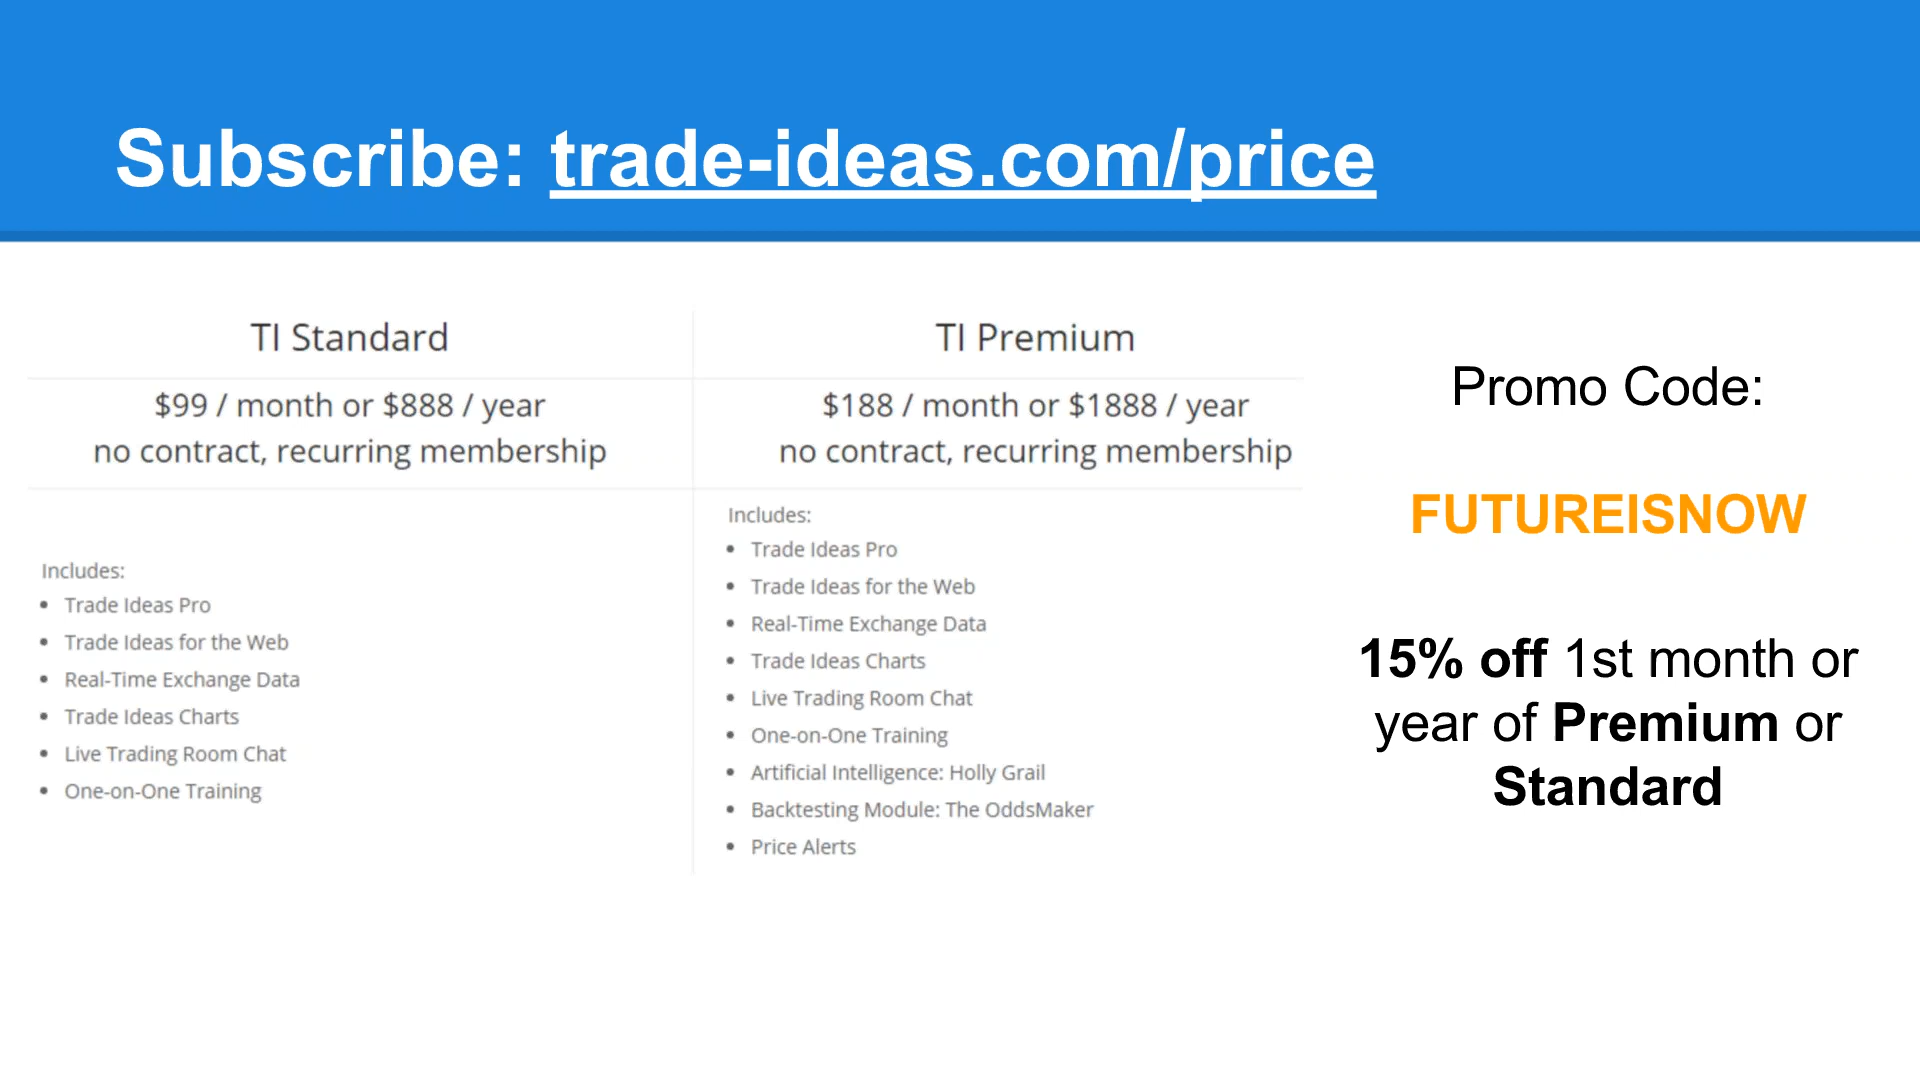 Subscribe: trade-ideas.com/price
TI Standard
$99 / month or $888 / year
no contract, recurring membership
Includes:
• Trade Ideas Pro
• Trade Ideas for the Web
• Real-Time Exchange Data
• Trade Ideas Charts
• Live Trading Room Chat
• One-on-One Training
TI Premium
$188 / month or $1888 / year
no contract, recurring membership
Includes:
• Trade Ideas Pro
• Trade Ideas for the Web
• Real-Time Exchange Data
• Trade Ideas Charts
• Live Trading Room Chat
• One-on-One Training
• Artificial Intelligence: Holly Grail
• Backtesting Module: The OddsMaker
• Price Alerts
Promo Code:
FUTUREISNOW
15% off 1st month or
year of Premium or
Standard